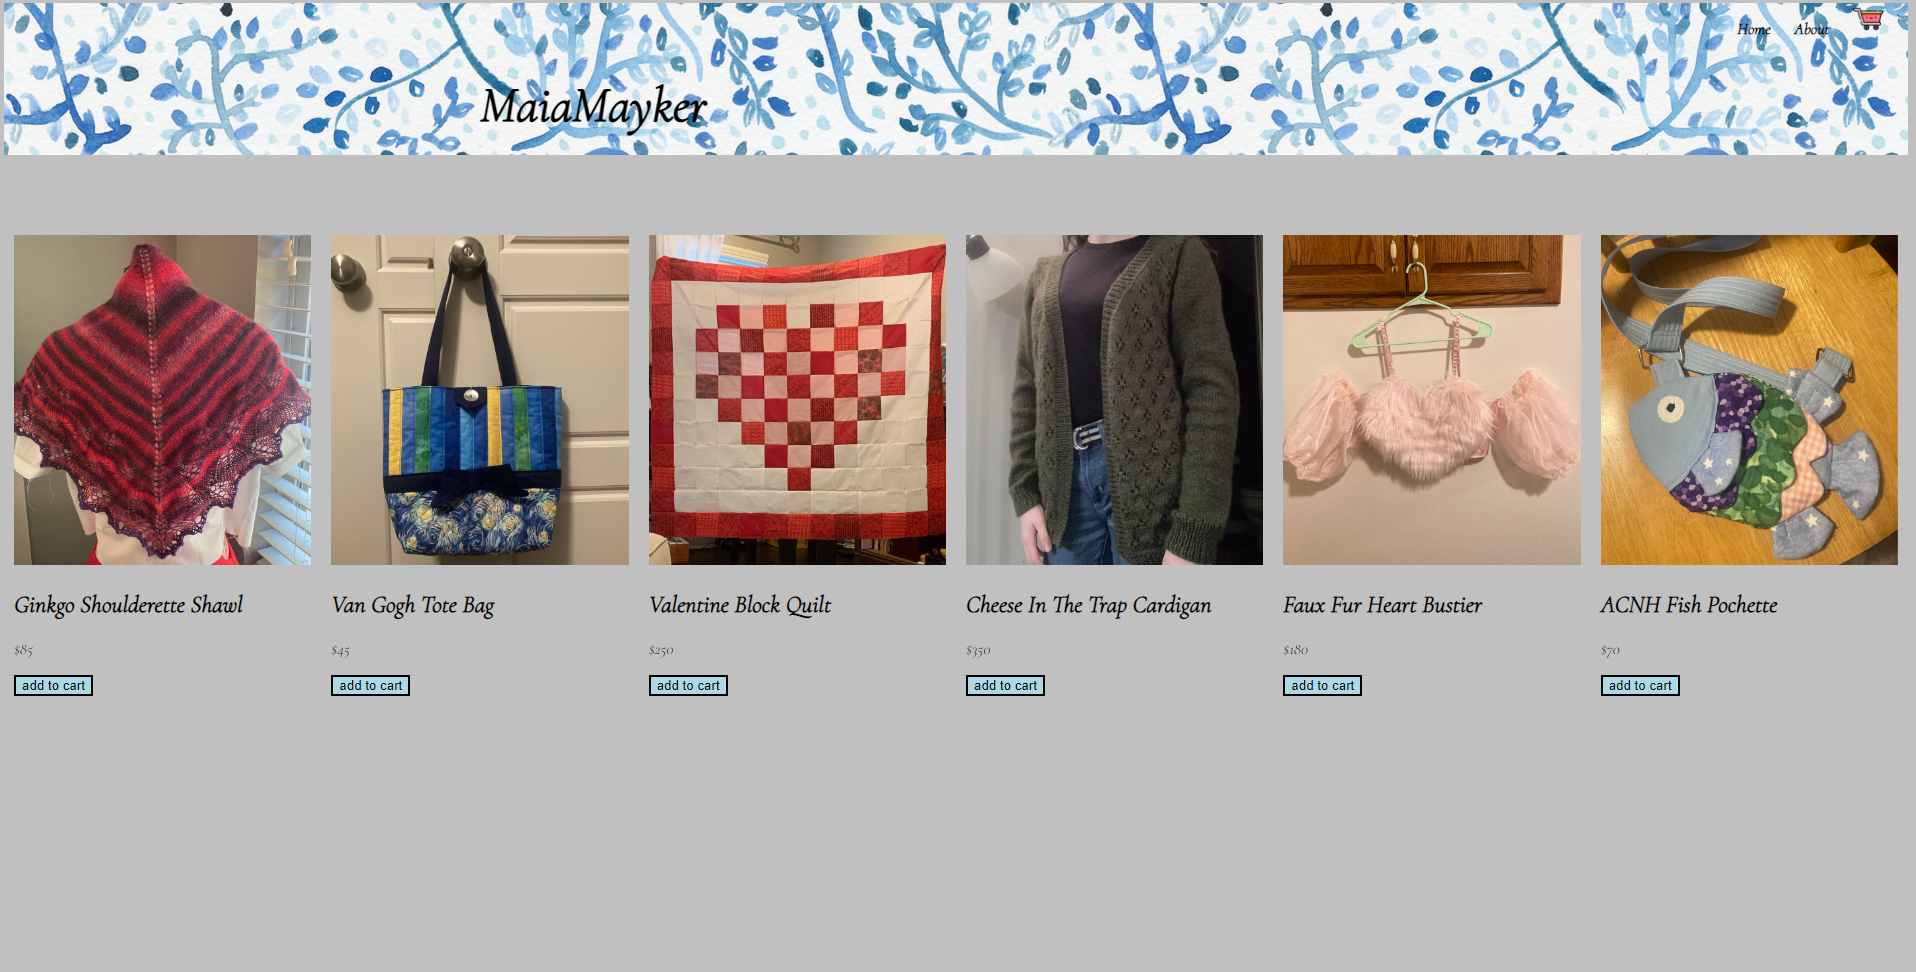 Home About
MaiaMayker
Ginkgo Shoulderette Shawl
Van Gogh Tote Bag
Valentine Block Quilt
Cheese In The Trap Cardigan
Faux Fur Heart Bustier
ACNH Fish Pochette
$85
$45
$250
$350
$180
$70
add to cart
add to cart
add to cart
add to cart
add to cart
add to cart